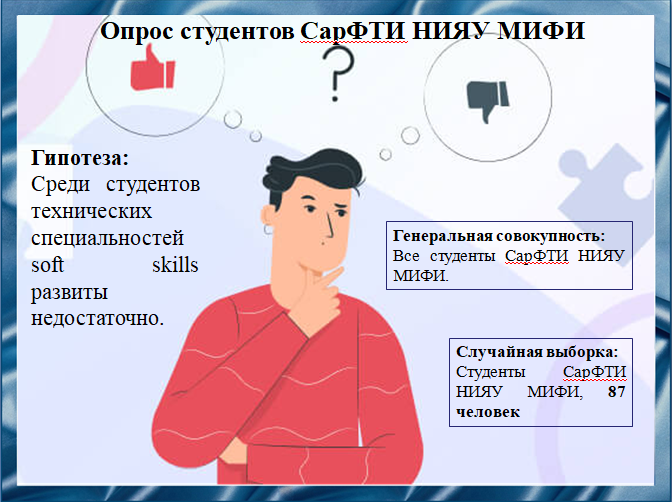 Опрос студентов СарФТИ НИЯУ МИФИ
?
Гипотеза:
Среди студентов
технических
специальностей
soft skills
развиты
недостаточно.
Генеральная совокупность:
Все студенты СарФТИ НИЯУ
МИФИ.
Случайная выборка:
Студенты СарФТИ
НИЯУ МИФИ, 87
человек